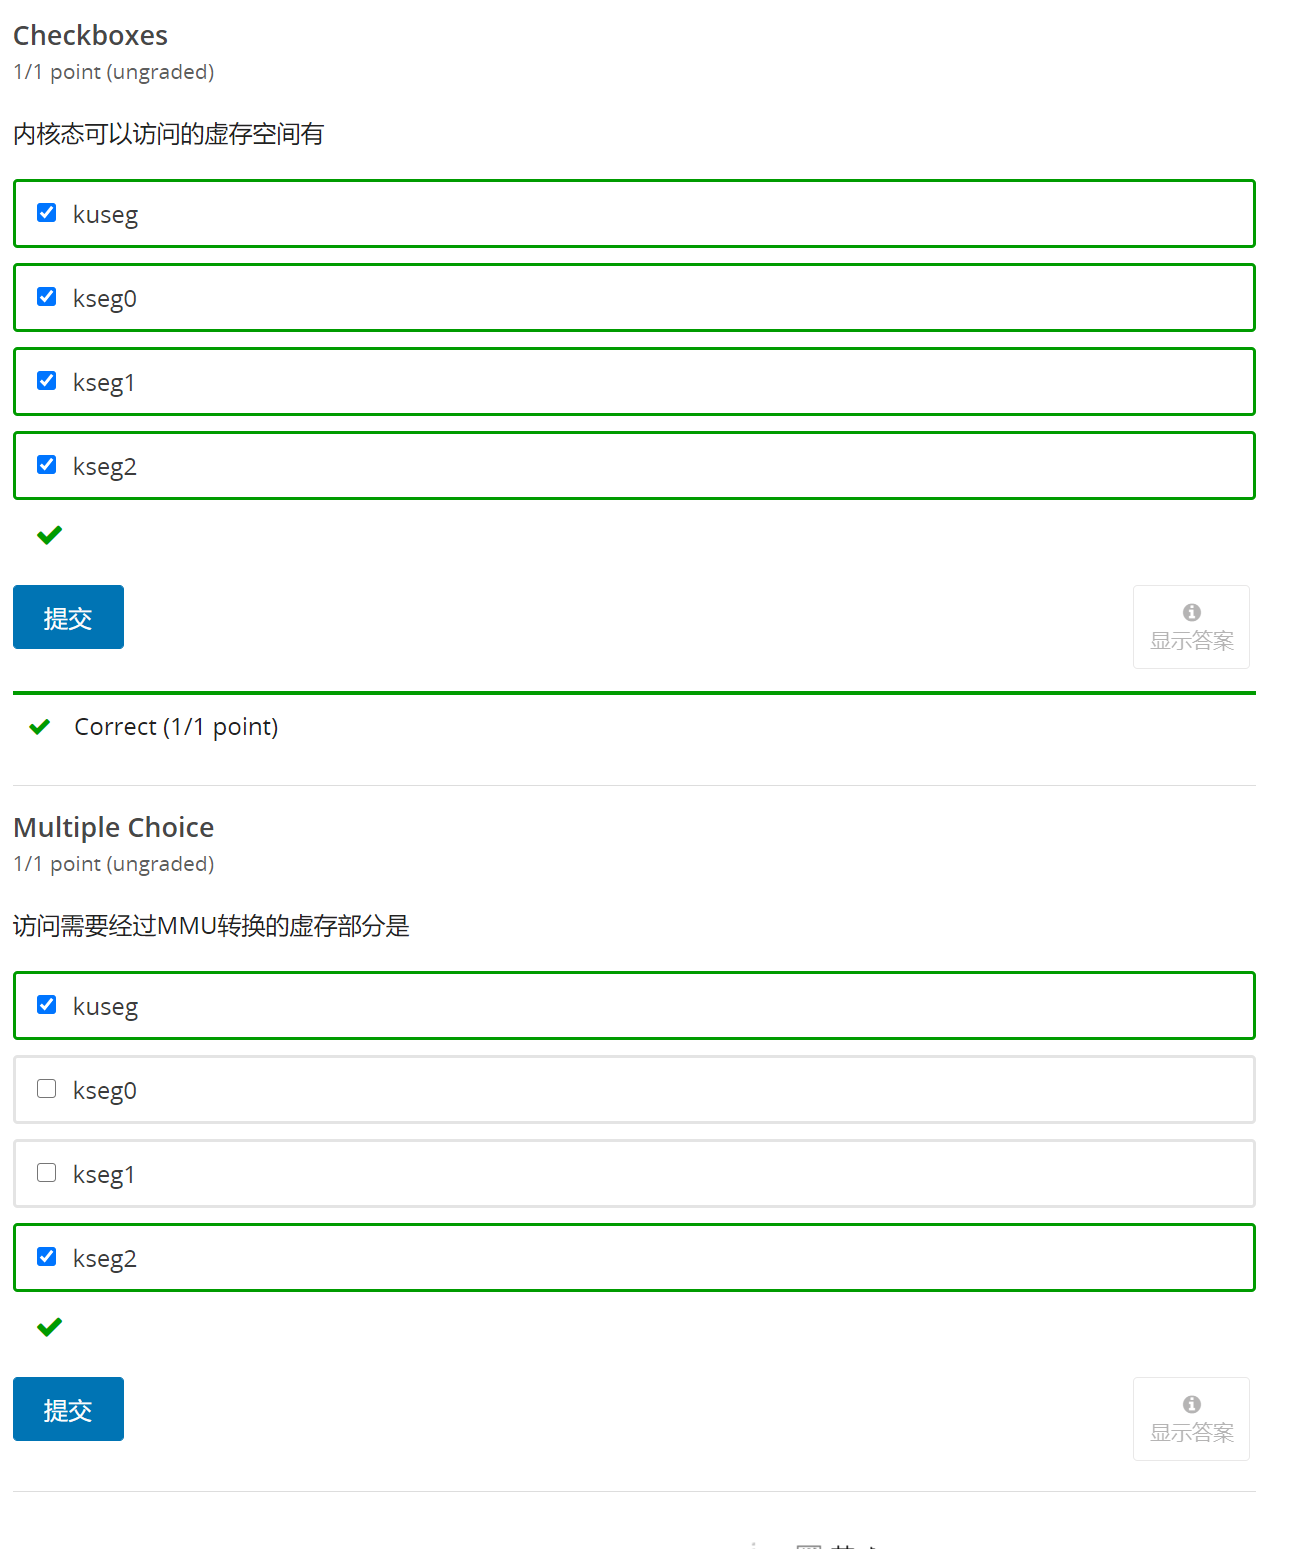 Checkboxes
1/1 point (ungraded)
内核态可以访问的虚存空间有
kuseg
kseg0
kseg1
kseg2
提交
显示答案
Correct (1/1 point)
Multiple Choice
1/1 point (ungraded)
访问需要经过MMU转换的虚存部分是
kuseg
kseg0
kseg1
kseg2
提交
显示答案